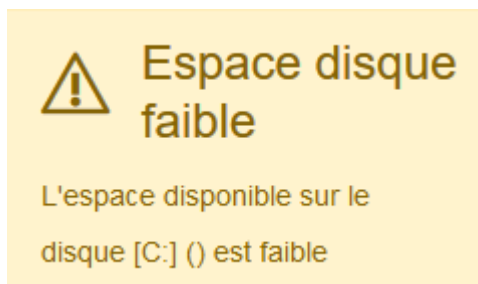 Espace disque
faible
L'espace disponible sur le
disque [C:] () est faible